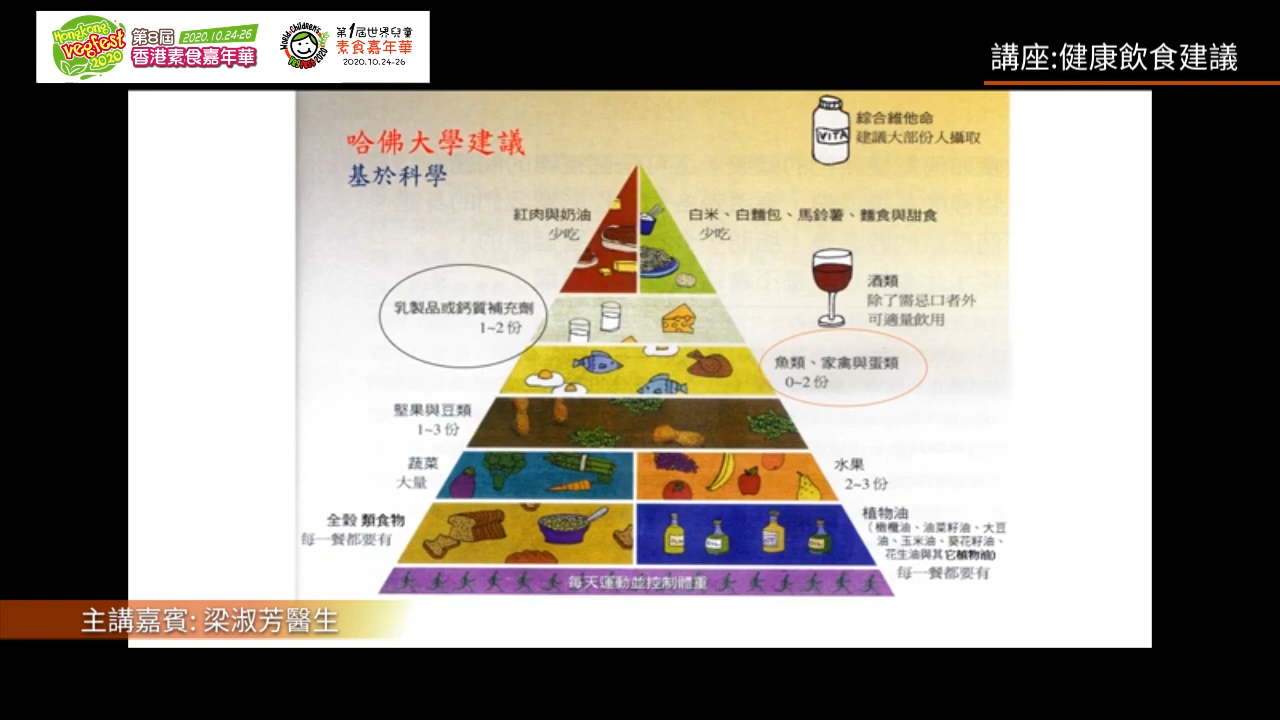 Hongkong
VegFest
2020
第8屆
2020.10.24-26
香港素食嘉年華
World Children's
第1屆世界兒童
素食嘉年華
2020.10.24-26
講座:健康飲食建議
哈佛大學建議
基於科學
VITA
綜合維他命
建議大部份人攝取
紅肉與奶油
少吃
白米、白麵包、馬鈴薯、麵食與甜食
少吃
酒類
除了需忌口者外
可適量飲用
乳製品或鈣質補充劑
1~2 份
魚類、家禽與蛋類
0~2 份
堅果與豆類
1~3 份
蔬菜
大量
水果
2~3 份
全穀 類食物
每一餐都要有
植物油
(橄欖油、油菜籽油、大豆
油、玉米油、葵花籽油、
花生油與其它植物油)
每一餐都要有
每天運動並控制體重
主講嘉賓: 梁淑芳醫生